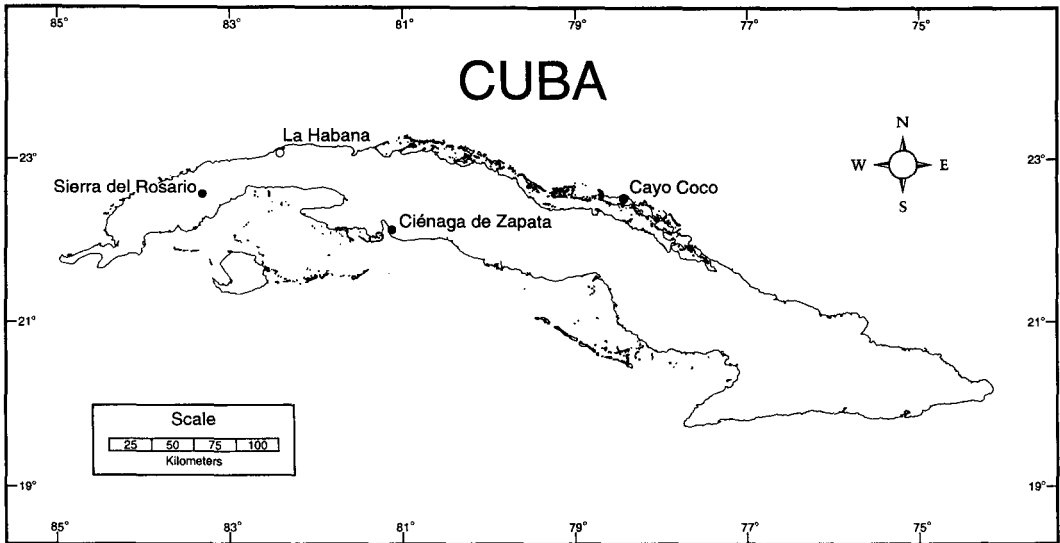 85° 83° 81° 79° 77° 75°
CUBA
La Habana
N
23° W E 23°
Sierra del Rosario Cayo Coco
S
Ciénaga de Zapata
21° 21°
Scale
25 50 75 100
Kilometers
19° 19°
85° 83° 81° 79° 77° 75°